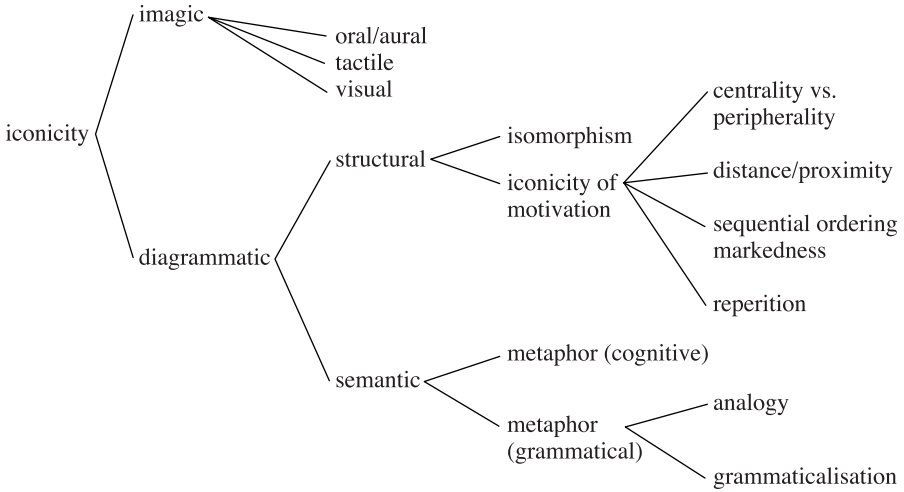 imagic
oral/aural
tactile
visual
iconicity
centrality vs.
peripherality
structural
isomorphism
iconicity of
motivation
distance/proximity
sequential ordering
markedness
diagrammatic
reperition
semantic
metaphor (cognitive)
metaphor
(grammatical)
analogy
grammaticalisation